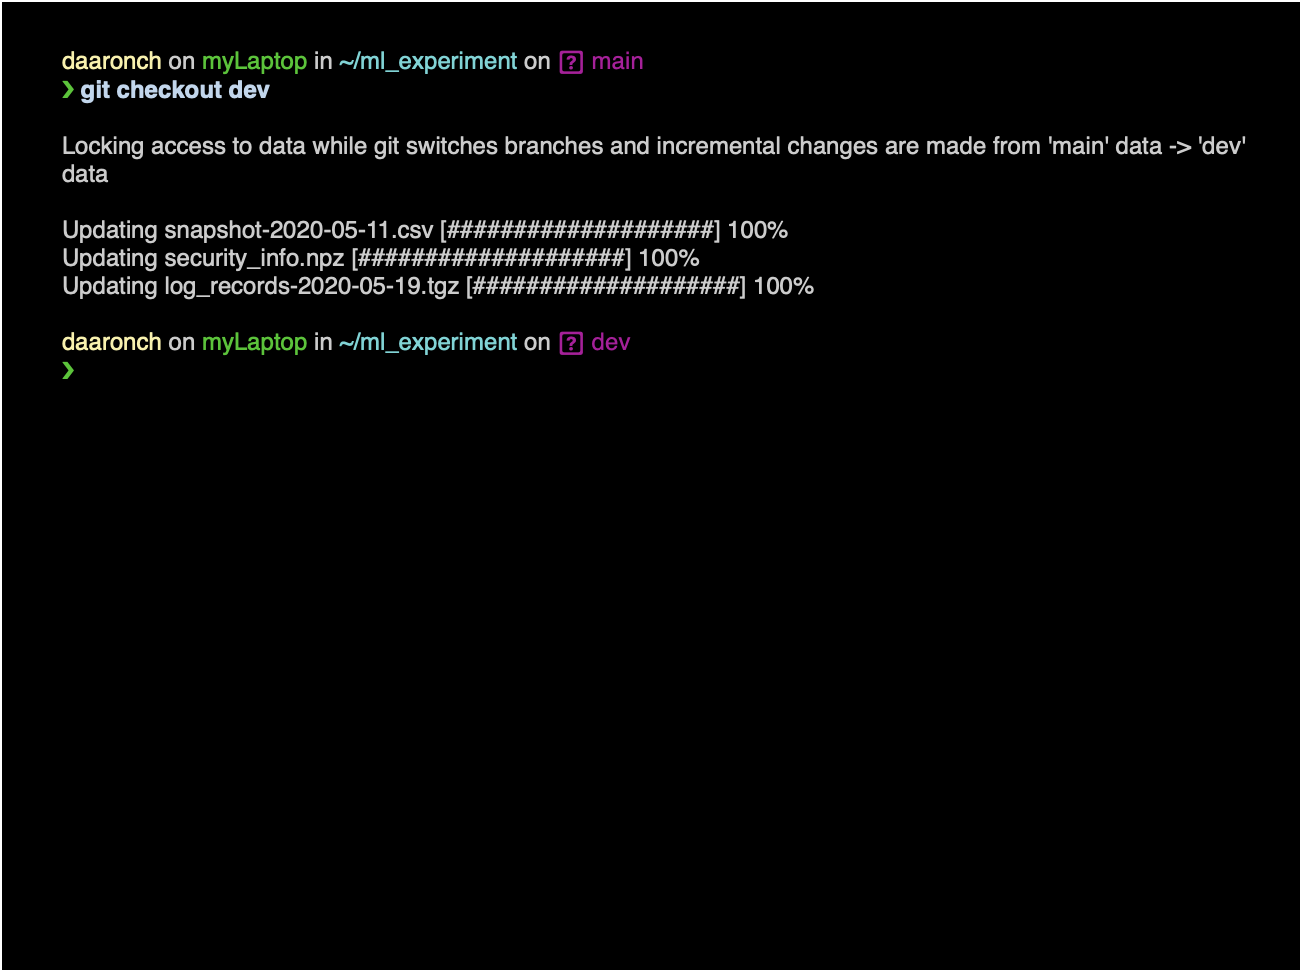 daaronch on myLaptop in ~/ml_experiment on ? main
❯ git checkout dev
Locking access to data while git switches branches and incremental changes are made from 'main' data -> 'dev'
data
Updating snapshot-2020-05-11.csv [####################] 100%
Updating security_info.npz [####################] 100%
Updating log_records-2020-05-19.tgz [####################] 100%
daaronch on myLaptop in ~/ml_experiment on ? dev
❯